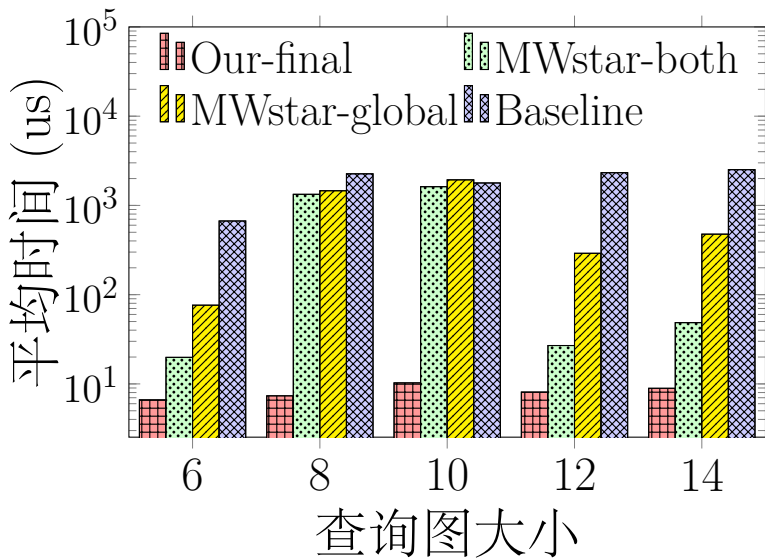 10^5
Our-final MWstar-both
MWstar-global Baseline
10^4
10^3
10^2
10^1
平均时间 (us)
6 8 10 12 14
查询图大小